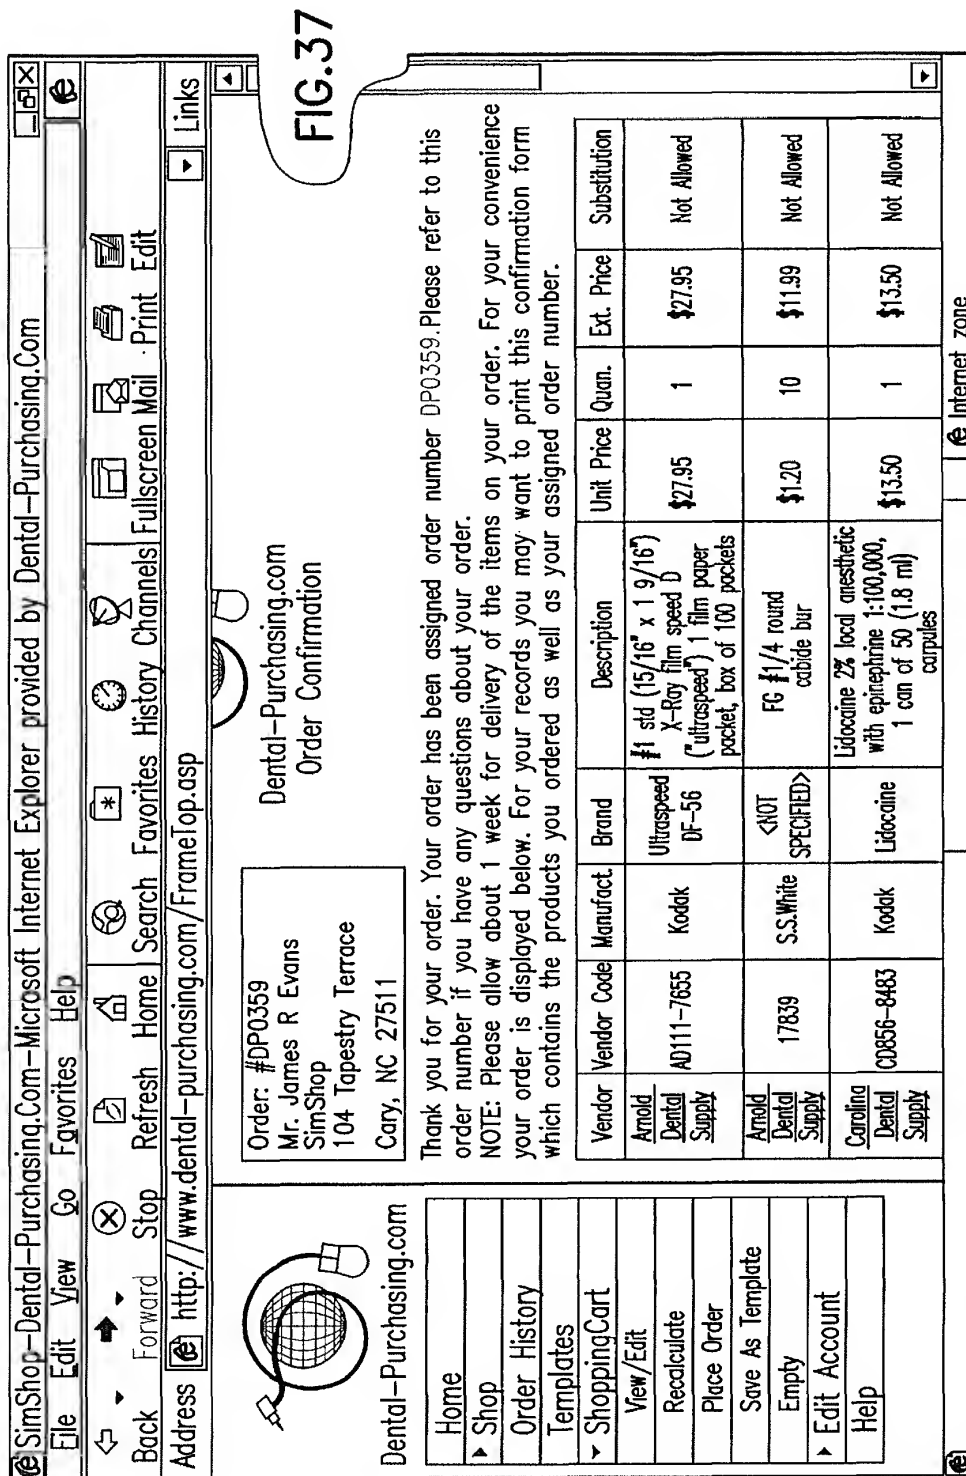 SimShop-Dental-Purchasing.Com-Microsoft Internet Explorer provided by Dental-Purchasing.Com
File Edit View Go Favorites Help
Back Forward Stop Refresh Home Search Favorites History Channels Fullscreen Mail Print Edit
Address http://www.dental-purchasing.com/FrameTop.asp Links
FIG.37
Dental-Purchasing.com
Home
Shop
Order History
Templates
ShoppingCart
View/Edit
Recalculate
Place Order
Save As Template
Empty
Edit Account
Help
Order: #DP0359
Mr. James R Evans
SimShop
104 Tapestry Terrace
Cary, NC 27511
Dental-Purchasing.com
Order Confirmation
Thank you for your order. Your order has been assigned order number DP0359.Please refer to this
order number if you have any questions about your order.
NOTE: Please allow about 1 week for delivery of the items on your order. For your convenience
your order is displayed below. For your records you may want to print this confirmation form
which contains the products you ordered as well as your assigned order number.
Vendor Vendor Code Manufact. Brand Description Unit Price Quan. Ext. Price Substitution
Arnold Dental Supply AD111-7655 Kodak Ultraspeed DF-56 #1 std (15/16" x 1 9/16") X-Ray film speed D ("ultraspeed") 1 film paper packet, box of 100 packets $27.95 1 $27.95 Not Allowed
Arnold Dental Supply 17839 S.S.White <NOT SPECIFIED> FG #1/4 round cabide bur $1.20 10 $11.99 Not Allowed
Carolina Dental Supply CD856-8483 Kodak Lidocaine Lidocaine 2% local anesthetic with epinephrine 1:100,000, 1 can of 50 (1.8 ml) carpules $13.50 1 $13.50 Not Allowed
Internet zone